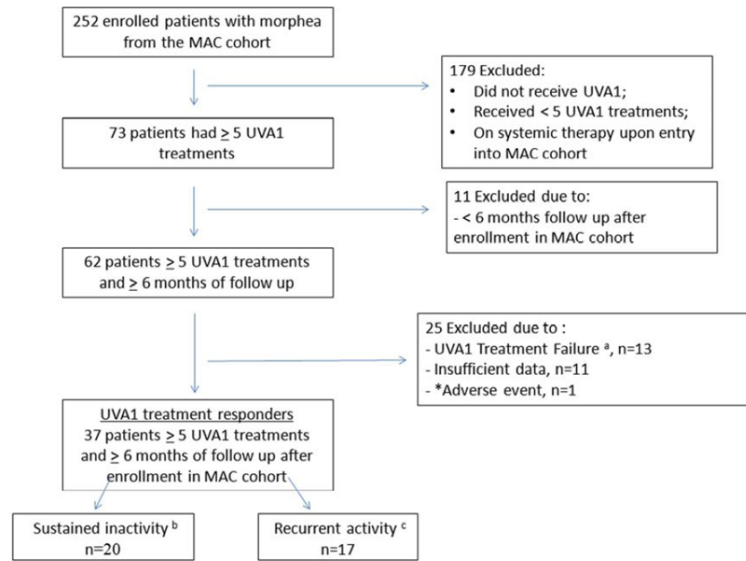 252 enrolled patients with morphea
from the MAC cohort
179 Excluded:
• Did not receive UVA1;
• Received < 5 UVA1 treatments;
• On systemic therapy upon entry
into MAC cohort
73 patients had ≥ 5 UVA1
treatments
11 Excluded due to:
- < 6 months follow up after
enrollment in MAC cohort
62 patients ≥ 5 UVA1 treatments
and ≥ 6 months of follow up
25 Excluded due to :
- UVA1 Treatment Failure ᵃ, n=13
- Insufficient data, n=11
- *Adverse event, n=1
UVA1 treatment responders
37 patients ≥ 5 UVA1 treatments
and ≥ 6 months of follow up after
enrollment in MAC cohort
Sustained inactivity ᵇ
n=20
Recurrent activity ᶜ
n=17